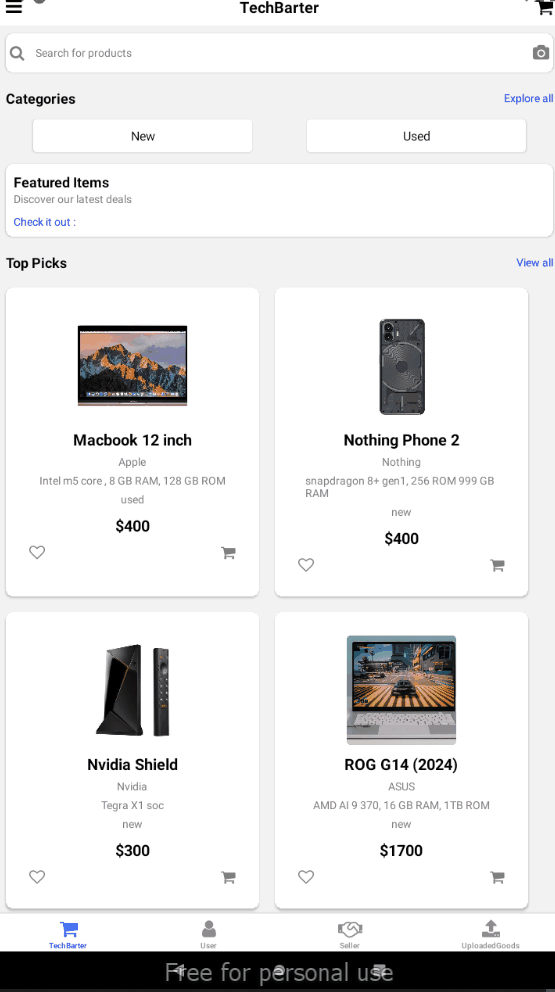 TechBarter
Search for products
Categories
Explore all
New
Used
Featured Items
Discover our latest deals
Check it out :
Top Picks
View all
Macbook 12 inch
Apple
Intel m5 core , 8 GB RAM, 128 GB ROM
used
$400
Nothing Phone 2
Nothing
snapdragon 8+ gen1, 256 ROM 999 GB
RAM
new
$400
Nvidia Shield
Nvidia
Tegra X1 soc
new
$300
ROG G14 (2024)
ASUS
AMD AI 9 370, 16 GB RAM, 1TB ROM
new
$1700
TechBarter
User
Seller
UploadedGoods
Free for personal use